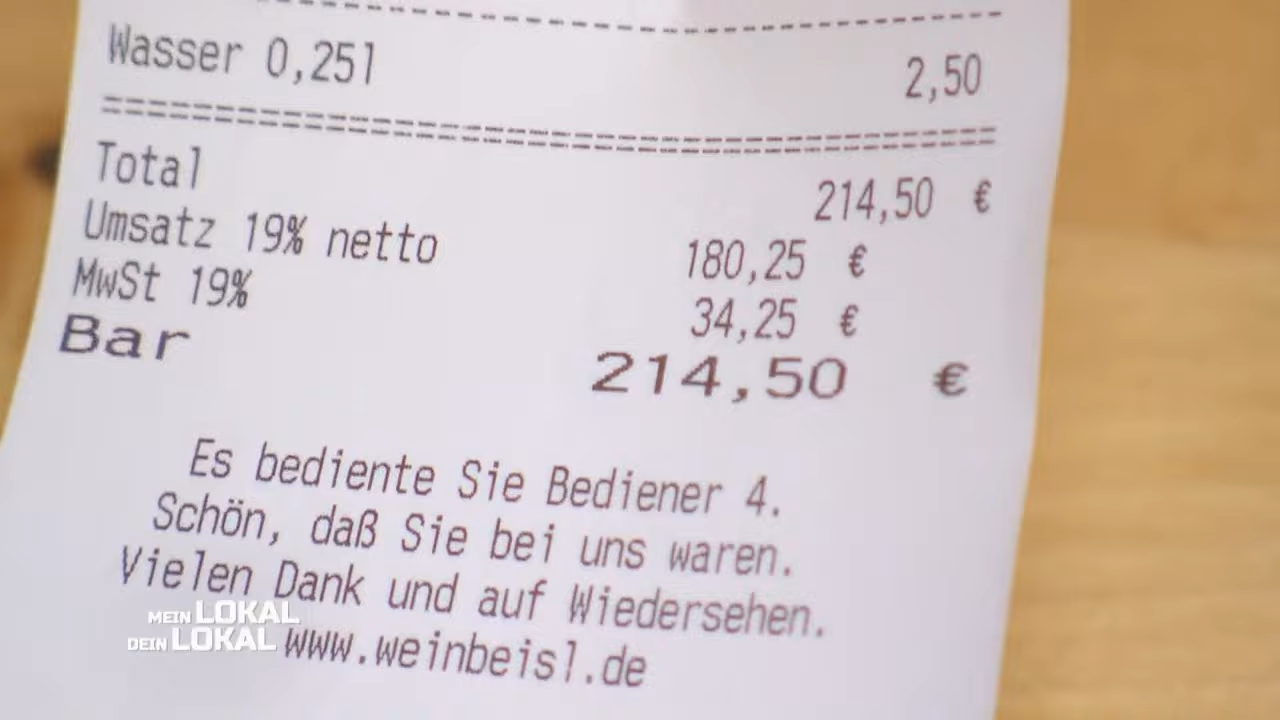 Wasser 0,25l 2,50
Total 214,50 €
Umsatz 19% netto 180,25 €
MwSt 19% 34,25 €
Bar 214,50 €
Es bediente Sie Bediener 4.
Schön, daß Sie bei uns waren.
Vielen Dank und auf Wiedersehen.
www.weinbeisl.de
MEIN LOKAL
DEIN LOKAL